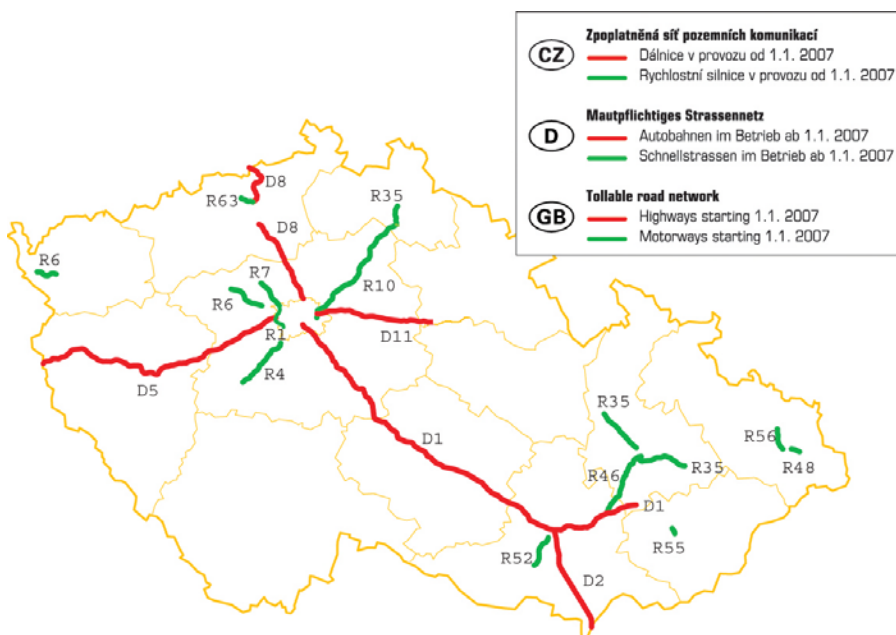 CZ
Zpoplatněná síť pozemních komunikací
Dálnice v provozu od 1.1. 2007
Rychlostní silnice v provozu od 1.1. 2007
D
Mautpflichtiges Strassennetz
Autobahnen im Betrieb ab 1.1. 2007
Schnellstrassen im Betrieb ab 1.1. 2007
GB
Tollable road network
Highways starting 1.1. 2007
Motorways starting 1.1. 2007
D8
R63
R35
D8
R6
R7
R10
R6
R1
D11
D5
R4
R35
D1
R56
R48
R46
R35
D1
R55
R52
D2